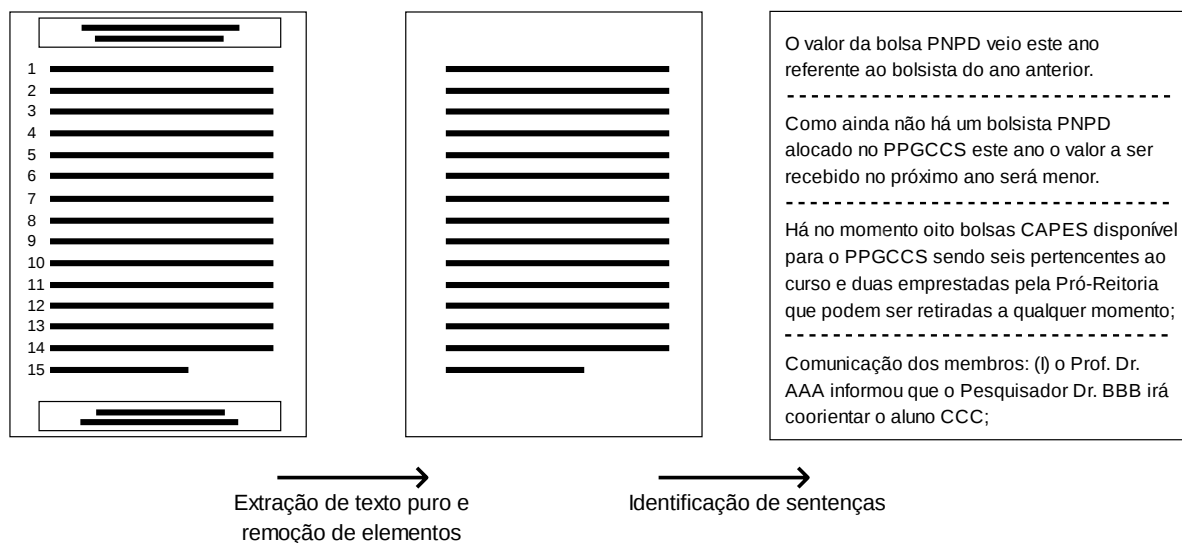 1
2
3
4
5
6
7
8
9
10
11
12
13
14
15
O valor da bolsa PNPD veio este ano
referente ao bolsista do ano anterior.
Como ainda não há um bolsista PNPD
alocado no PPGCCS este ano o valor a ser
recebido no próximo ano será menor.
Há no momento oito bolsas CAPES disponível
para o PPGCCS sendo seis pertencentes ao
curso e duas emprestadas pela Pró-Reitoria
que podem ser retiradas a qualquer momento;
Comunicação dos membros: (I) o Prof. Dr.
AAA informou que o Pesquisador Dr. BBB irá
coorientar o aluno CCC;
Extração de texto puro e
remoção de elementos
Identificação de sentenças